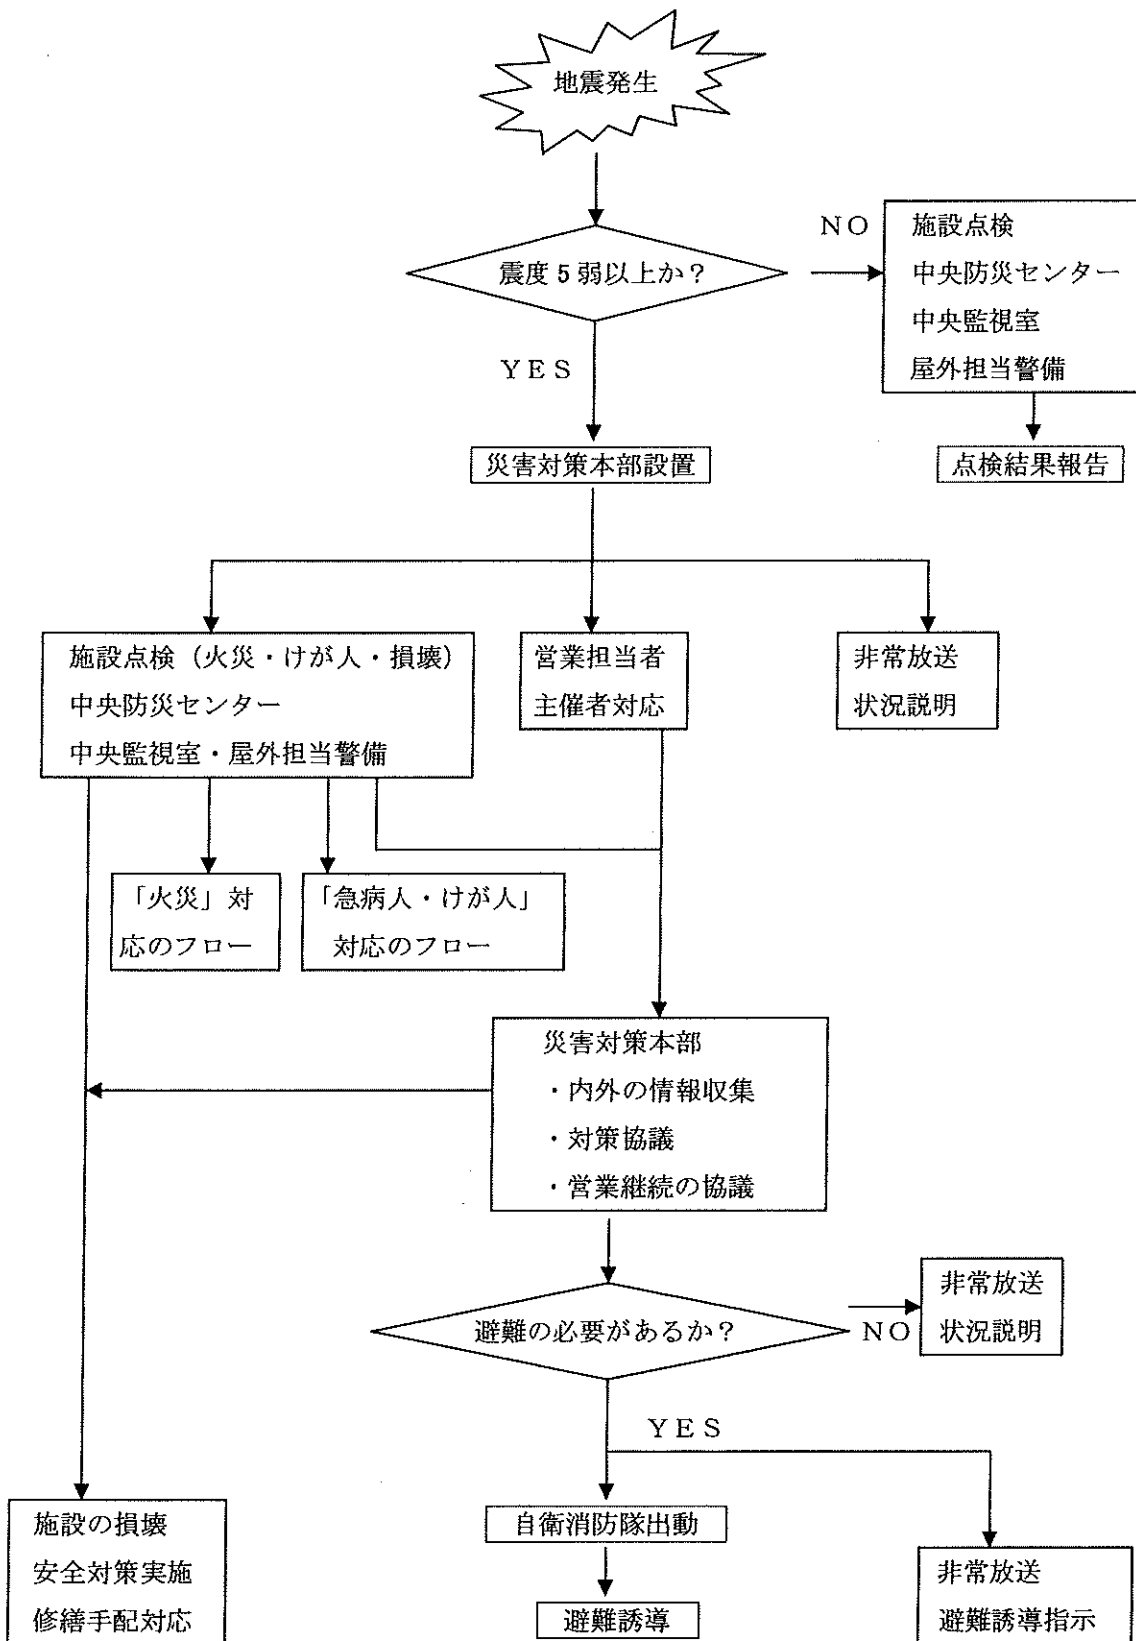 地震発生
震度５弱以上か？
ＮＯ
施設点検
中央防災センター
中央監視室
屋外担当警備
ＹＥＳ
災害対策本部設置
点検結果報告
施設点検（火災・けが人・損壊）
中央防災センター
中央監視室・屋外担当警備
営業担当者
主催者対応
非常放送
状況説明
「火災」対
応のフロー
「急病人・けが人」
対応のフロー
災害対策本部
・内外の情報収集
・対策協議
・営業継続の協議
避難の必要があるか？
ＮＯ
非常放送
状況説明
ＹＥＳ
施設の損壊
安全対策実施
修繕手配対応
自衛消防隊出動
避難誘導
非常放送
避難誘導指示